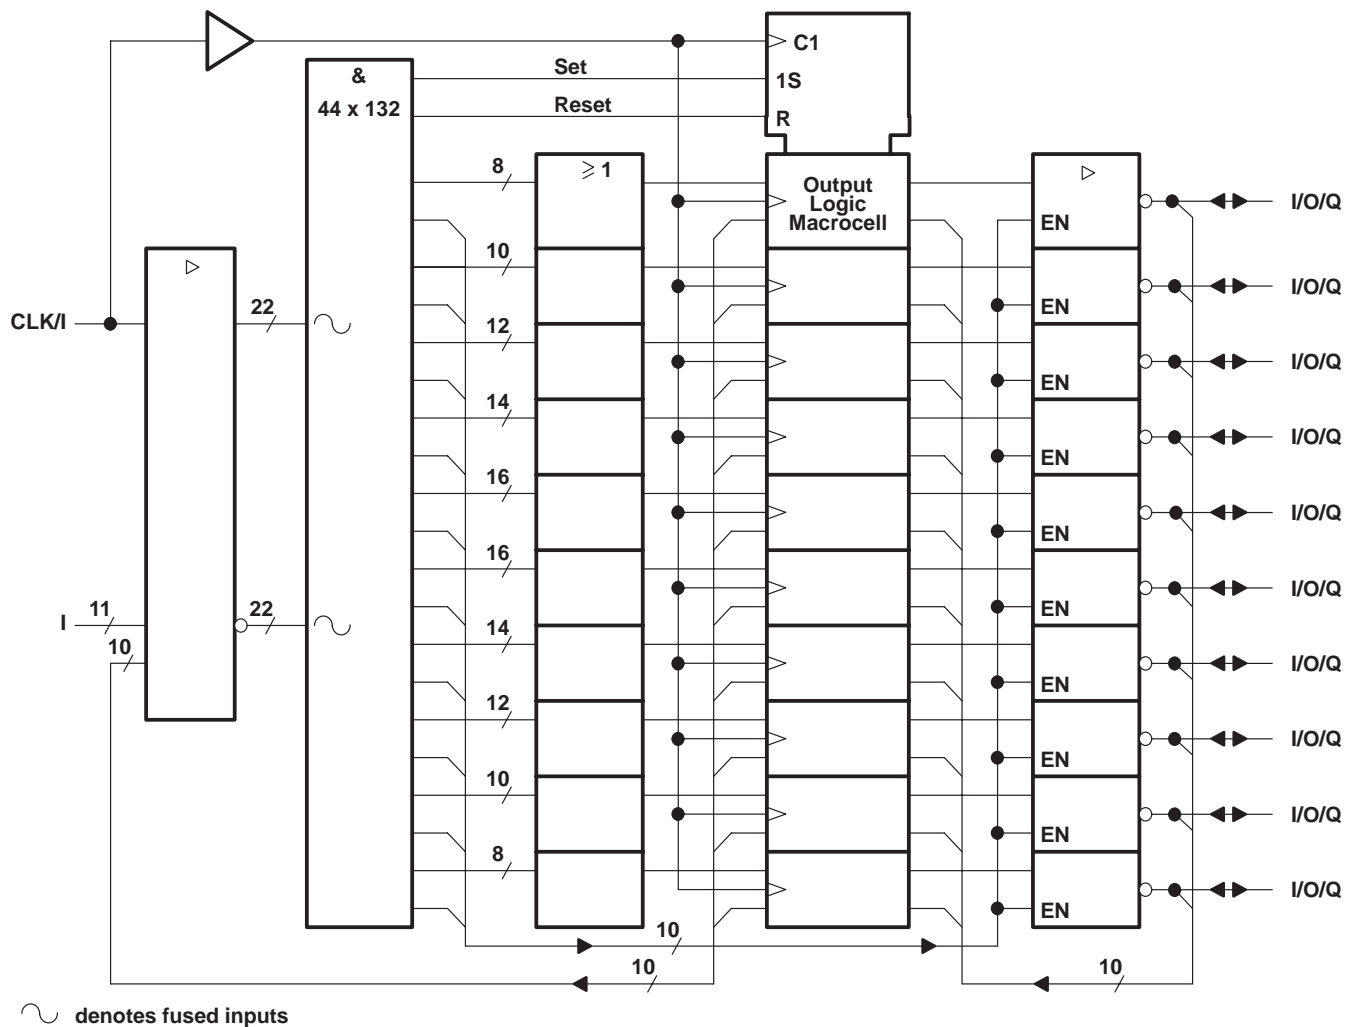 C1
&
Set
1S
44 x 132
Reset
R
8
≥ 1
Output
Logic
Macrocell
I/O/Q
EN
10
I/O/Q
EN
CLK/I
22
12
I/O/Q
EN
14
I/O/Q
EN
16
I/O/Q
EN
16
I/O/Q
EN
I
11
22
10
14
I/O/Q
EN
12
I/O/Q
EN
10
I/O/Q
EN
8
I/O/Q
EN
10
10
10
denotes fused inputs